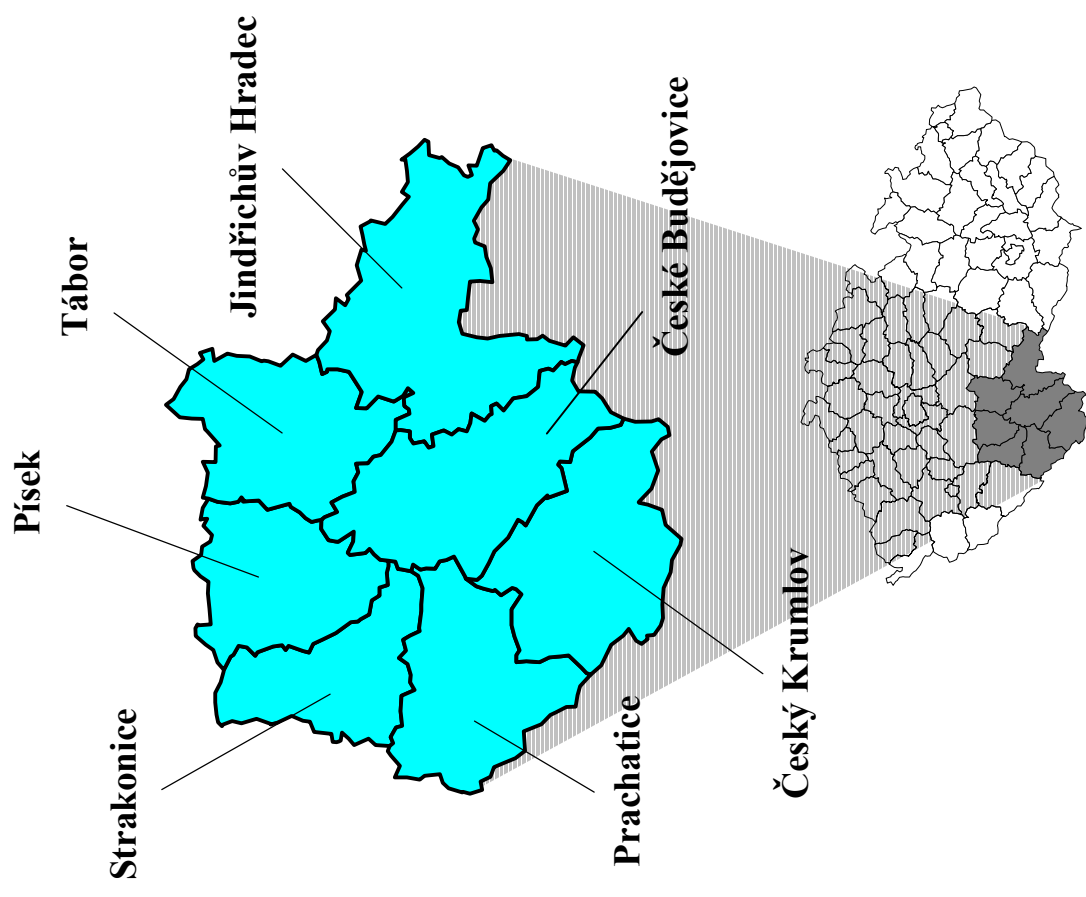 Písek
Tábor
Strakonice
Jindřichův Hradec
Prachatice
České Budějovice
Český Krumlov